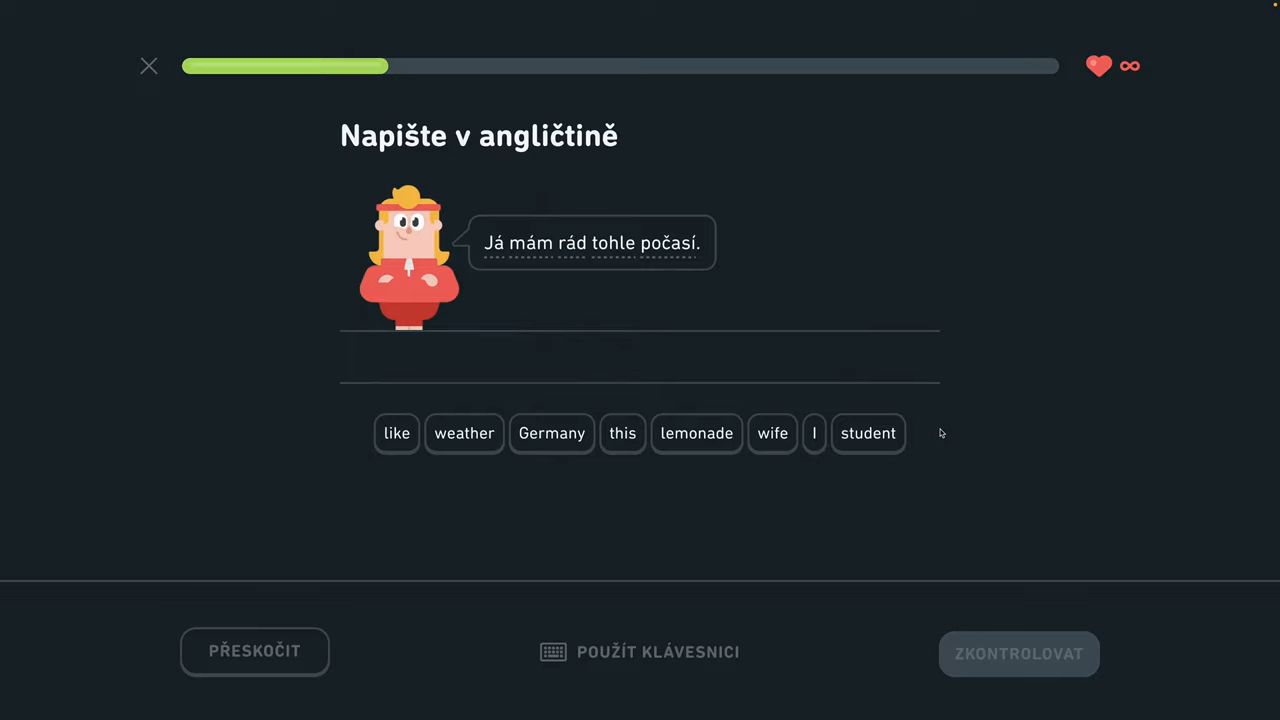 Napište v angličtině
Já mám rád tohle počasí.
like weather Germany this lemonade wife I student
PŘESKOČIT
POUŽÍT KLÁVESNICI
ZKONTROLOVAT